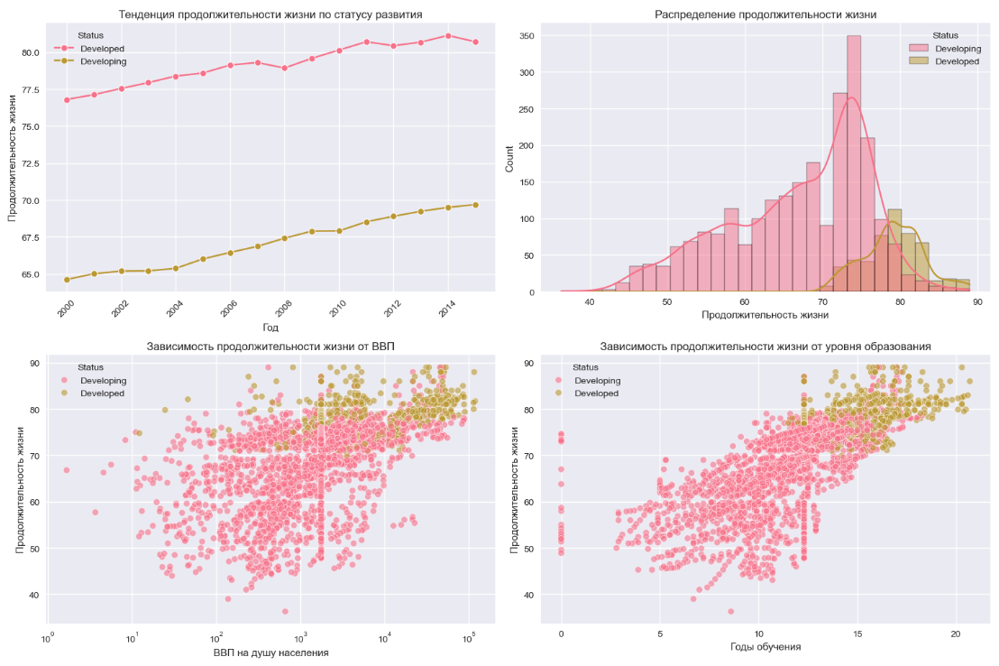 Тенденция продолжительности жизни по статусу развития
Status
Developed
Developing
80.0
77.5
75.0
72.5
70.0
67.5
65.0
Продолжительность жизни
2000
2002
2004
2006
2008
2010
2012
2014
Год
Распределение продолжительности жизни
Status
Developing
Developed
350
300
250
200
150
100
50
0
Count
40
50
60
70
80
90
Продолжительность жизни
Зависимость продолжительности жизни от ВВП
Status
Developing
Developed
90
80
70
60
50
40
Продолжительность жизни
10⁰
10¹
10²
10³
10⁴
10⁵
ВВП на душу населения
Зависимость продолжительности жизни от уровня образования
Status
Developing
Developed
90
80
70
60
50
40
Продолжительность жизни
0
5
10
15
20
Годы обучения